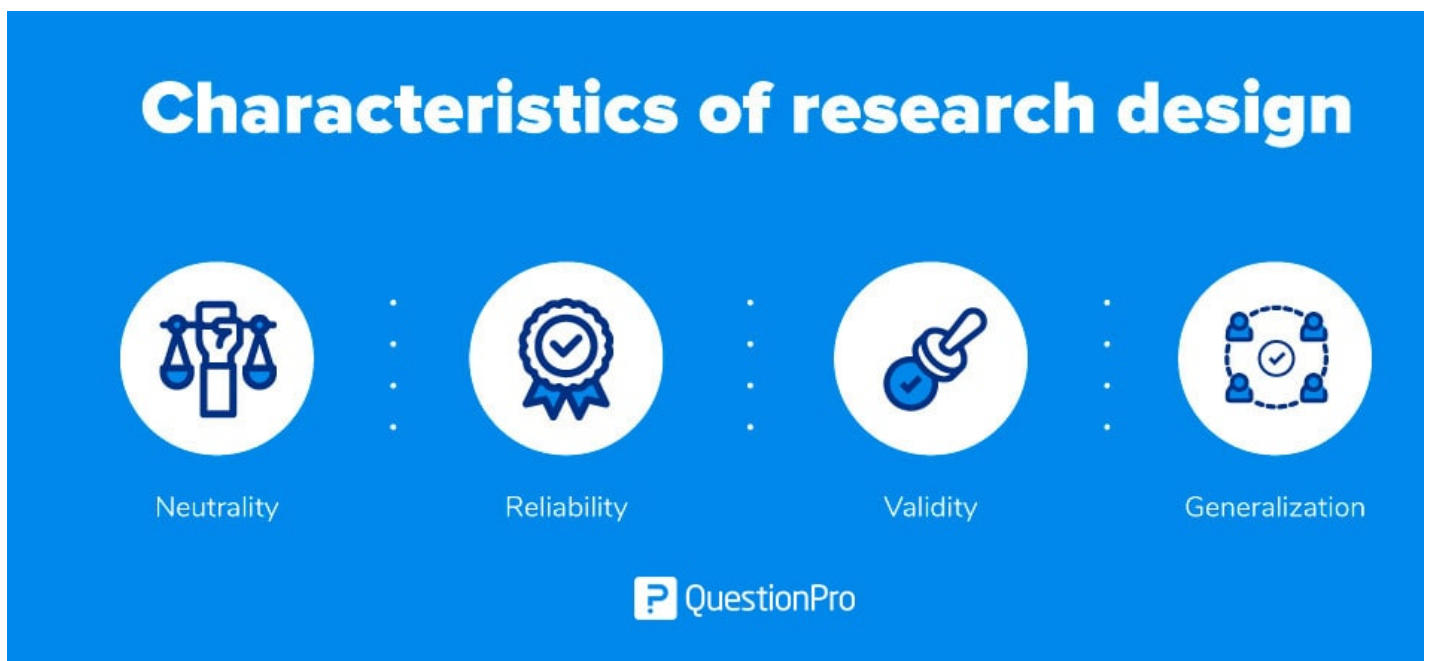 Characteristics of research design
Neutrality
Reliability
Validity
Generalization
QuestionPro